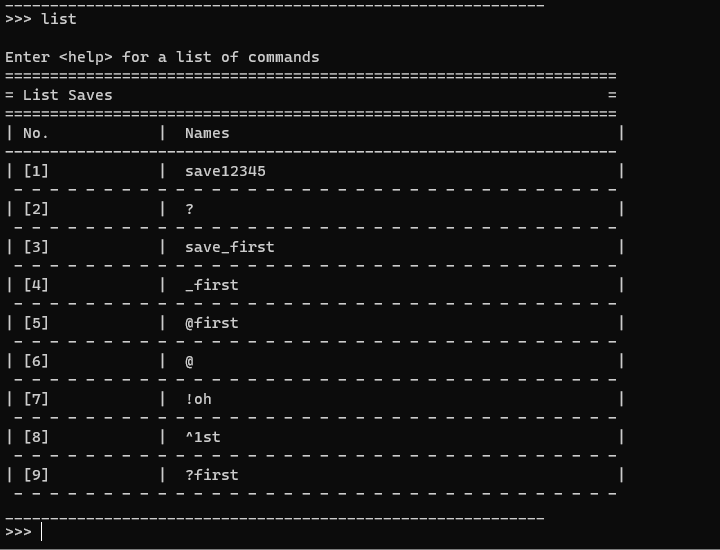 ------------------------------------------------------------
>>> list
Enter <help> for a list of commands
====================================================================
= List Saves =
====================================================================
| No. | Names |
--------------------------------------------------------------------
| [1] | save12345 |
- - - - - - - - - - - - - - - - - - - - - - - - - - - - - - - - - -
| [2] | ? |
- - - - - - - - - - - - - - - - - - - - - - - - - - - - - - - - - -
| [3] | save_first |
- - - - - - - - - - - - - - - - - - - - - - - - - - - - - - - - - -
| [4] | _first |
- - - - - - - - - - - - - - - - - - - - - - - - - - - - - - - - - -
| [5] | @first |
- - - - - - - - - - - - - - - - - - - - - - - - - - - - - - - - - -
| [6] | @ |
- - - - - - - - - - - - - - - - - - - - - - - - - - - - - - - - - -
| [7] | !oh |
- - - - - - - - - - - - - - - - - - - - - - - - - - - - - - - - - -
| [8] | ^1st |
- - - - - - - - - - - - - - - - - - - - - - - - - - - - - - - - - -
| [9] | ?first |
- - - - - - - - - - - - - - - - - - - - - - - - - - - - - - - - - -
------------------------------------------------------------
>>>